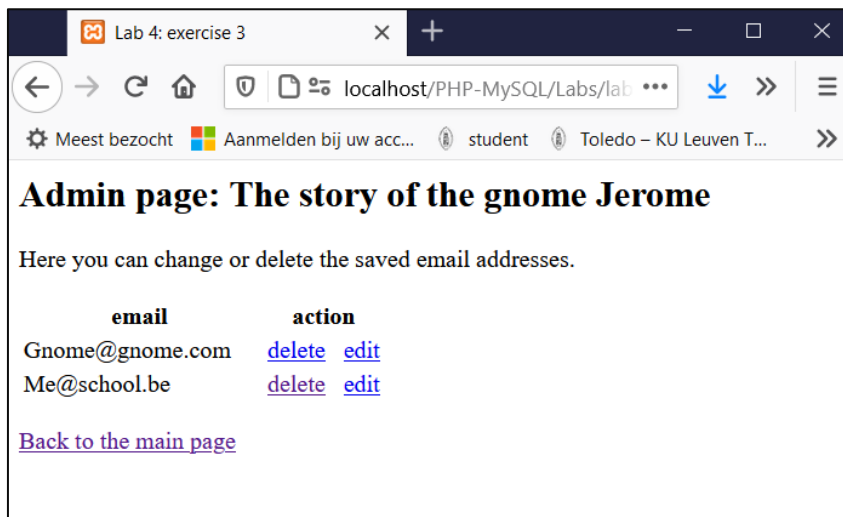 Lab 4: exercise 3
localhost/PHP-MySQL/Labs/lab
Meest bezocht Aanmelden bij uw acc... student Toledo – KU Leuven T...
Admin page: The story of the gnome Jerome
Here you can change or delete the saved email addresses.
email action
Gnome@gnome.com delete edit
Me@school.be delete edit
Back to the main page